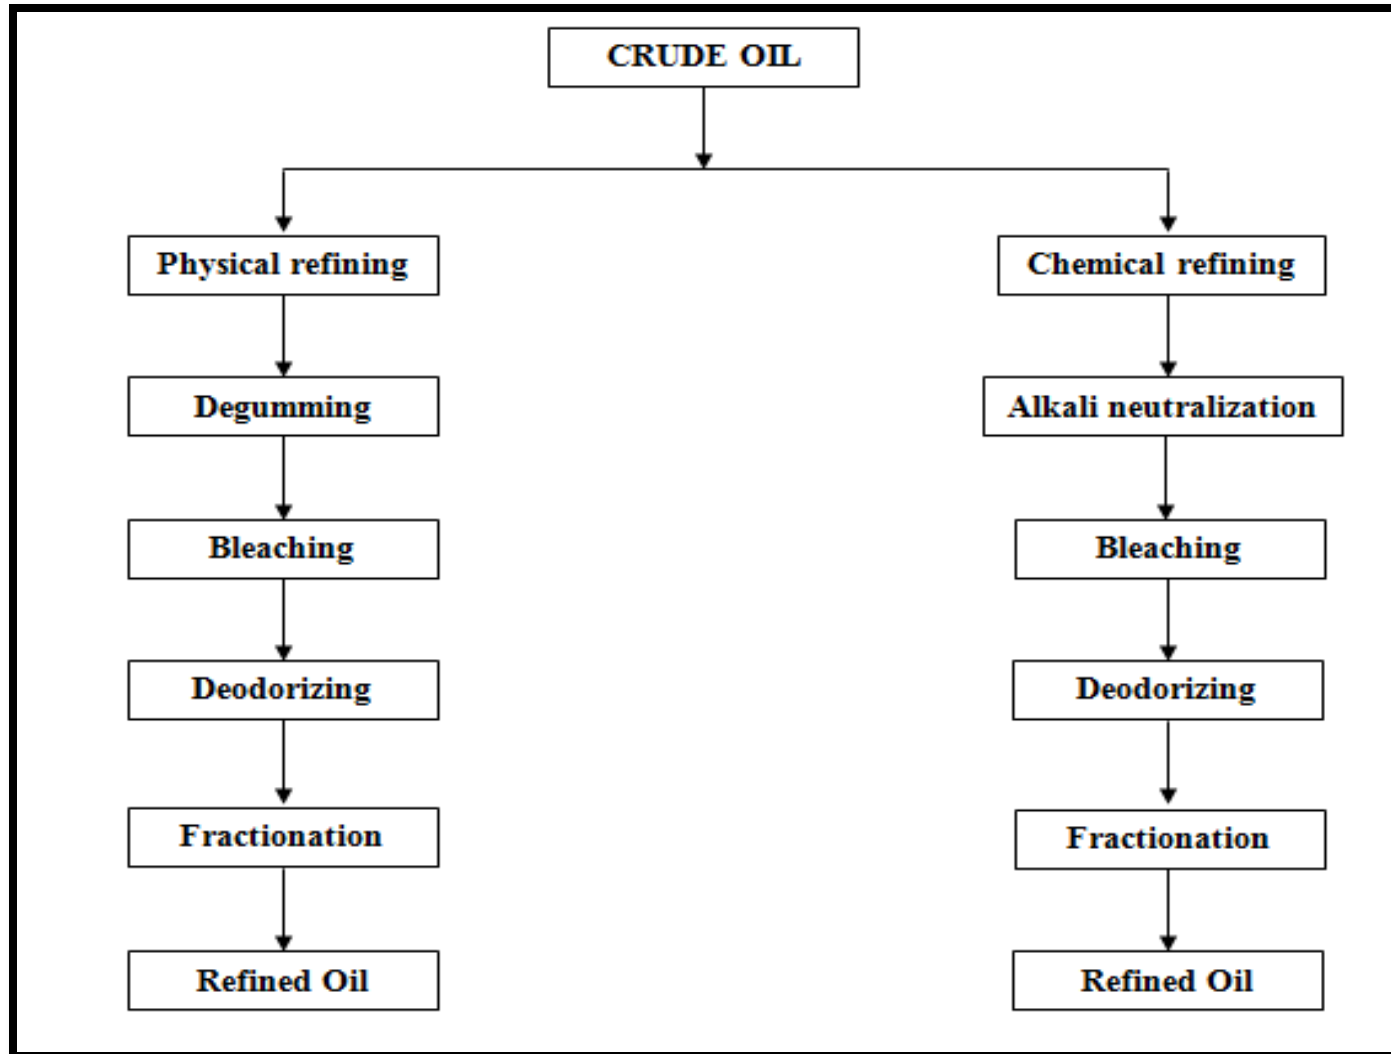 CRUDE OIL
Physical refining
Chemical refining
Degumming
Alkali neutralization
Bleaching
Bleaching
Deodorizing
Deodorizing
Fractionation
Fractionation
Refined Oil
Refined Oil